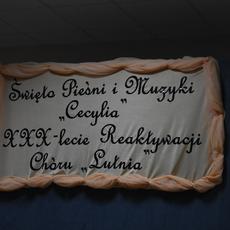 Święto Pieśni i Muzyki
„Cecylia”
XXX-lecie Reaktywacji
Chóru „Lutnia”